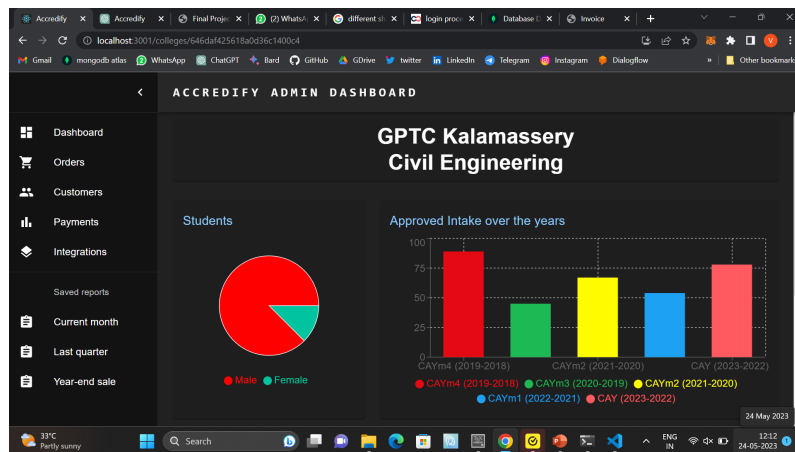 Accredify
Accredify
Final Projec
(2) WhatsA
different sh
login proce
Database D
Invoice
localhost:3001/colleges/646daf425618a0d36c1400c4
Gmail mongodb atlas WhatsApp ChatGPT Bard GitHub GDrive twitter LinkedIn Telegram Instagram Dialogflow » Other bookmark
ACCREDIFY ADMIN DASHBOARD
Dashboard
Orders
Customers
Payments
Integrations
Saved reports
Current month
Last quarter
Year-end sale
GPTC Kalamassery
Civil Engineering
Students
Male Female
Approved Intake over the years
100
75
50
25
0
CAYm4 (2019-2018) CAYm2 (2021-2020) CAY (2023-2022)
CAYm4 (2019-2018) CAYm3 (2020-2019) CAYm2 (2021-2020)
CAYm1 (2022-2021) CAY (2023-2022)
24 May 2023
33°C
Partly sunny
Search
ENG
IN
12:12
24-05-2023